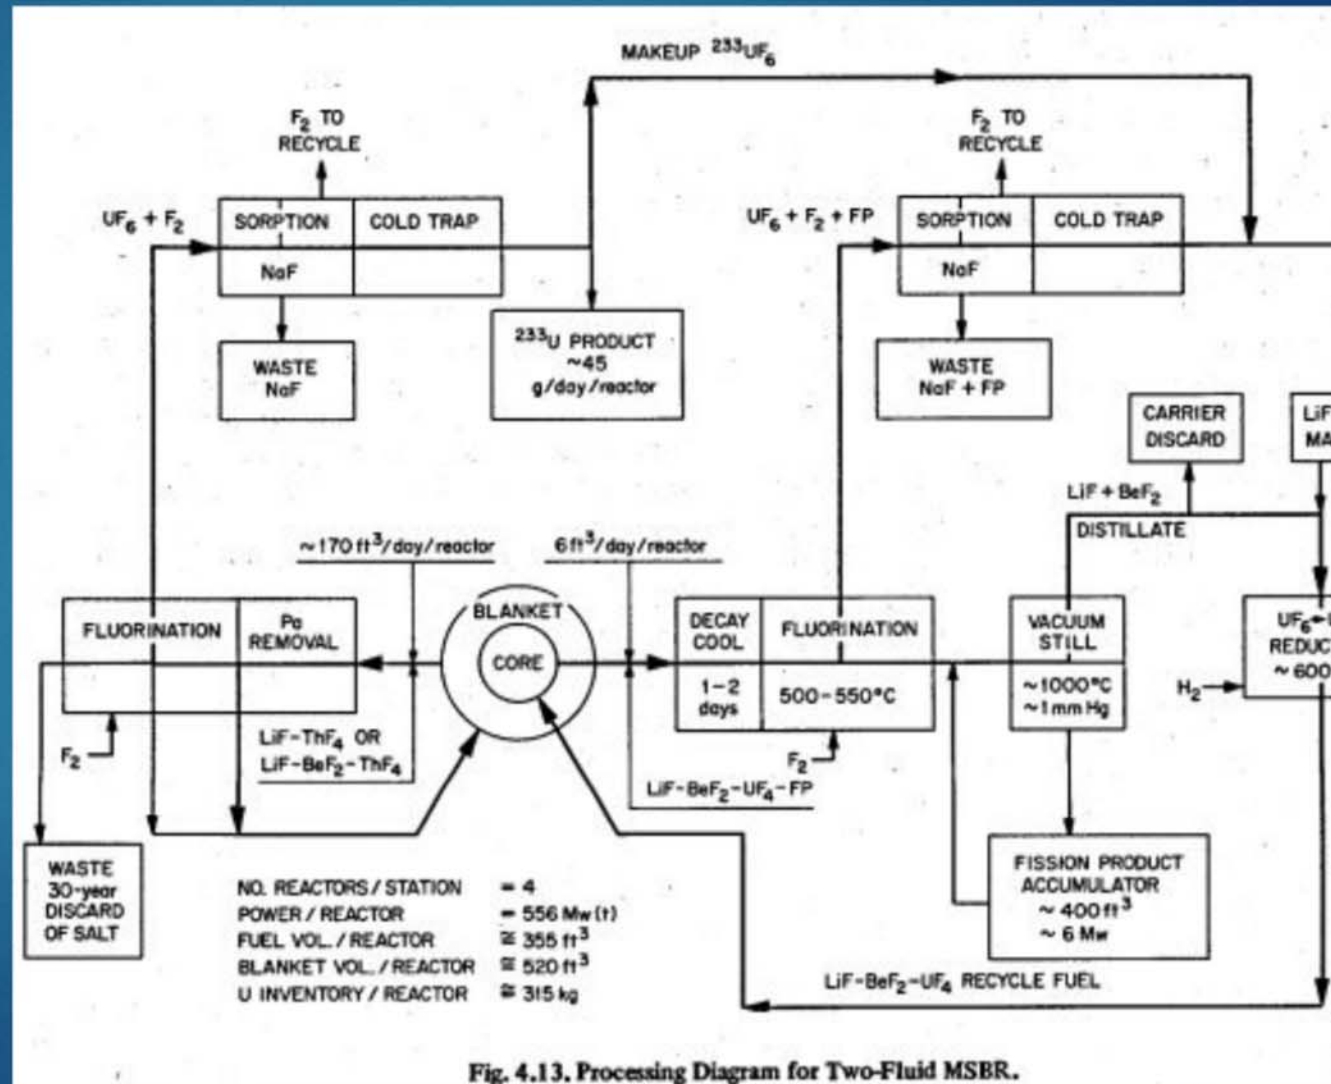 MAKEUP ²³³UF₆
F₂ TO
RECYCLE
F₂ TO
RECYCLE
UF₆ + F₂
SORPTION
COLD TRAP
NaF
UF₆ + F₂ + FP
SORPTION
COLD TRAP
NaF
WASTE
NaF
²³³U PRODUCT
~45
g/day/reactor
WASTE
NaF + FP
CARRIER
DISCARD
LiF
MA
LiF + BeF₂
DISTILLATE
~170 ft³/day/reactor
6 ft³/day/reactor
FLUORINATION
Pa
REMOVAL
BLANKET
CORE
DECAY
COOL
1-2
days
FLUORINATION
500-550°C
VACUUM
STILL
~1000°C
~1 mm Hg
UF₆
REDUC
~600
H₂
F₂
LiF-ThF₄ OR
LiF-BeF₂-ThF₄
F₂
LiF-BeF₂-UF₄-FP
WASTE
30-year
DISCARD
OF SALT
FISSION PRODUCT
ACCUMULATOR
~400 ft³
~6 Mw
NO. REACTORS / STATION = 4
POWER / REACTOR = 556 Mw (t)
FUEL VOL. / REACTOR ≅ 355 ft³
BLANKET VOL. / REACTOR ≅ 520 ft³
U INVENTORY / REACTOR ≅ 315 kg
LiF-BeF₂-UF₄ RECYCLE FUEL
Fig. 4.13. Processing Diagram for Two-Fluid MSBR.